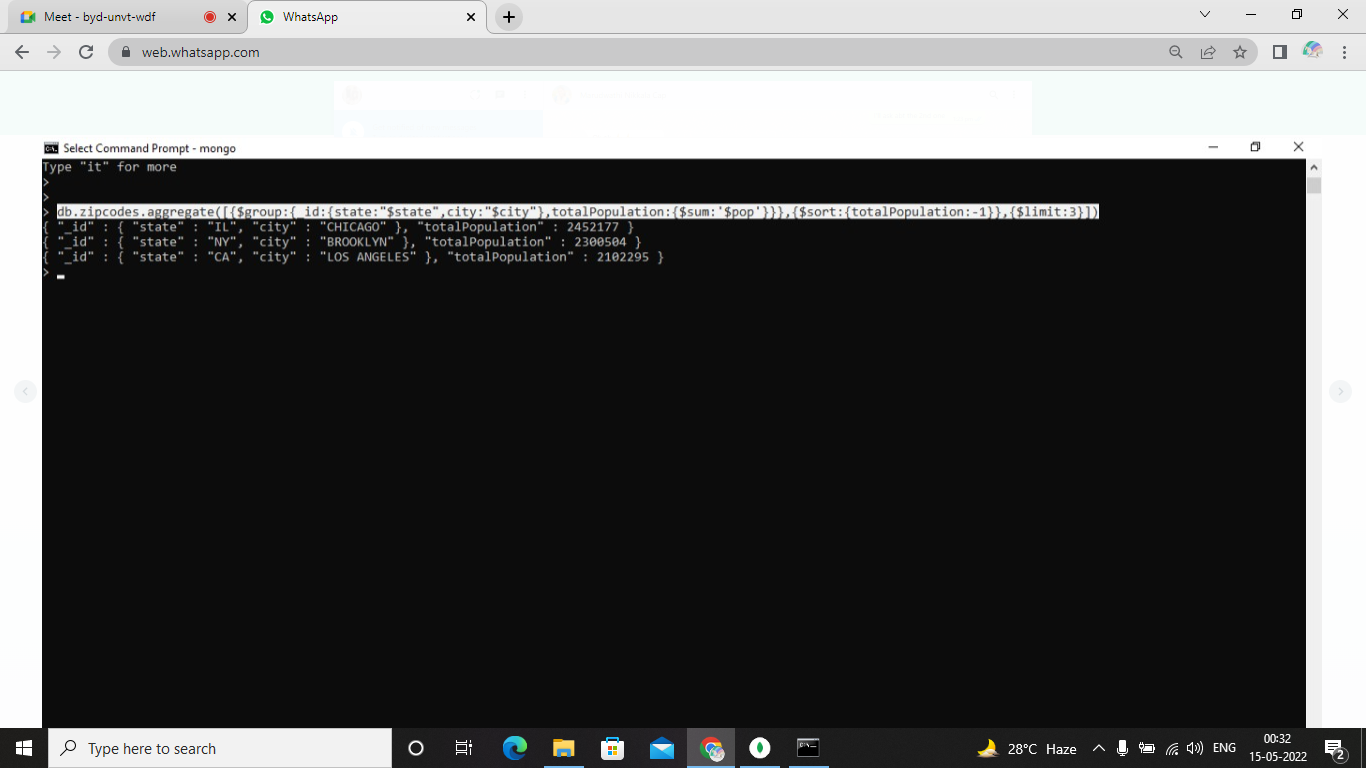 Meet - byd-unvt-wdf
WhatsApp
web.whatsapp.com
Select Command Prompt - mongo
Type "it" for more
>
>
> db.zipcodes.aggregate([{$group:{_id:{state:"$state",city:"$city"},totalPopulation:{$sum:'$pop'}}},{$sort:{totalPopulation:-1}},{$limit:3}])
{ "_id" : { "state" : "IL", "city" : "CHICAGO" }, "totalPopulation" : 2452177 }
{ "_id" : { "state" : "NY", "city" : "BROOKLYN" }, "totalPopulation" : 2300504 }
{ "_id" : { "state" : "CA", "city" : "LOS ANGELES" }, "totalPopulation" : 2102295 }
>
Type here to search
28°C Haze
ENG
00:32
15-05-2022
2